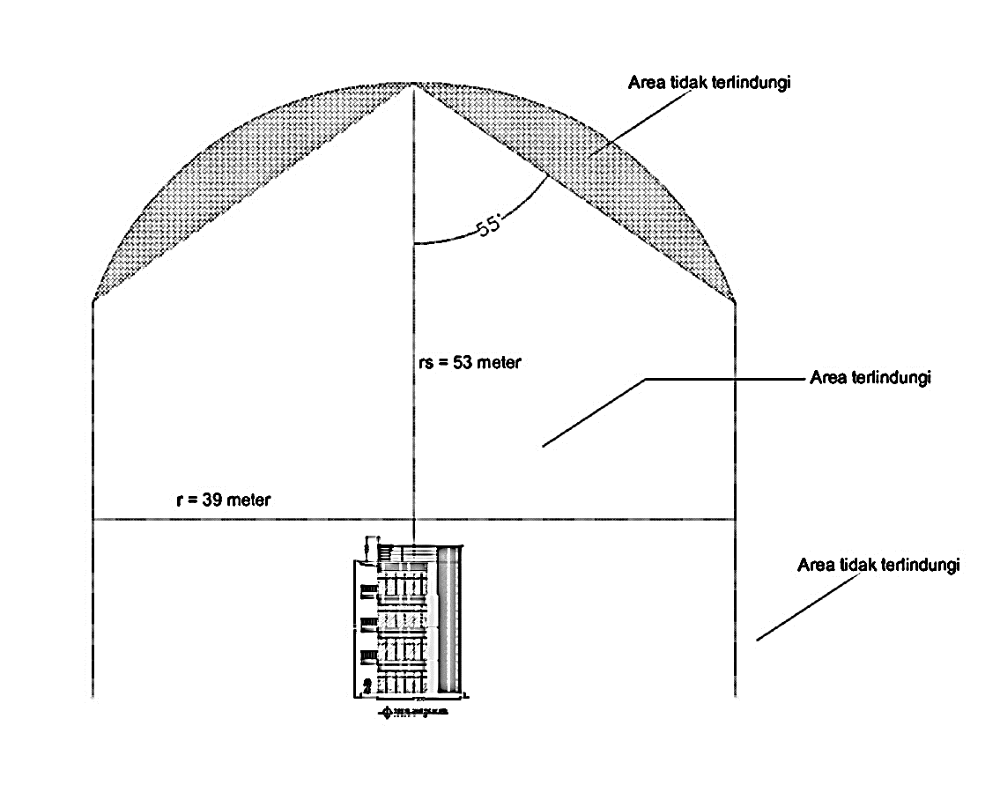 Area tidak terlindungi
55°
rs = 53 meter
Area terlindungi
r = 39 meter
Area tidak terlindungi